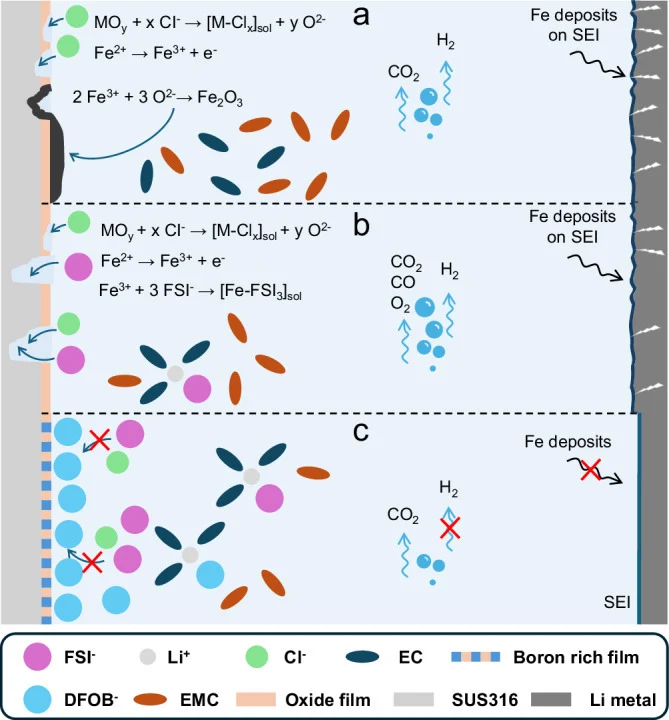 a
MOy + x Cl- → [M-Clx]sol + y O2-
Fe2+ → Fe3+ + e-
2 Fe3+ + 3 O2-→ Fe2O3
CO2
H2
Fe deposits
on SEI
b
MOy + x Cl- → [M-Clx]sol + y O2-
Fe2+ → Fe3+ + e-
Fe3+ + 3 FSI- → [Fe-FSI3]sol
CO2
CO
O2
H2
Fe deposits
on SEI
c
CO2
H2
Fe deposits
SEI
FSI- Li+ Cl- EC Boron rich film
DFOB- EMC Oxide film SUS316 Li metal